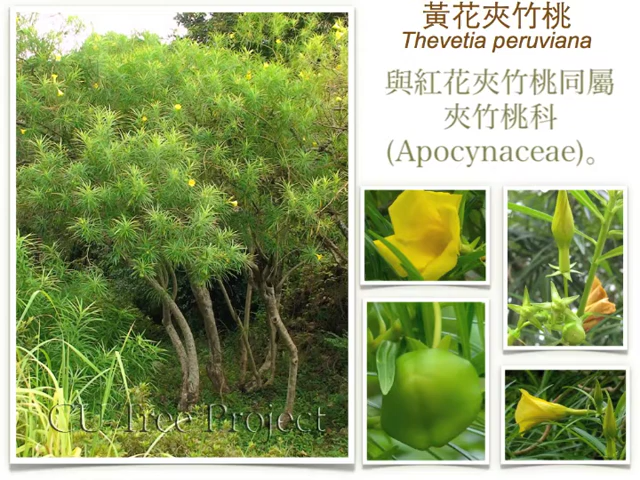 黃花夾竹桃
Thevetia peruviana
與紅花夾竹桃同屬
夾竹桃科
(Apocynaceae)。
CU Tree Project